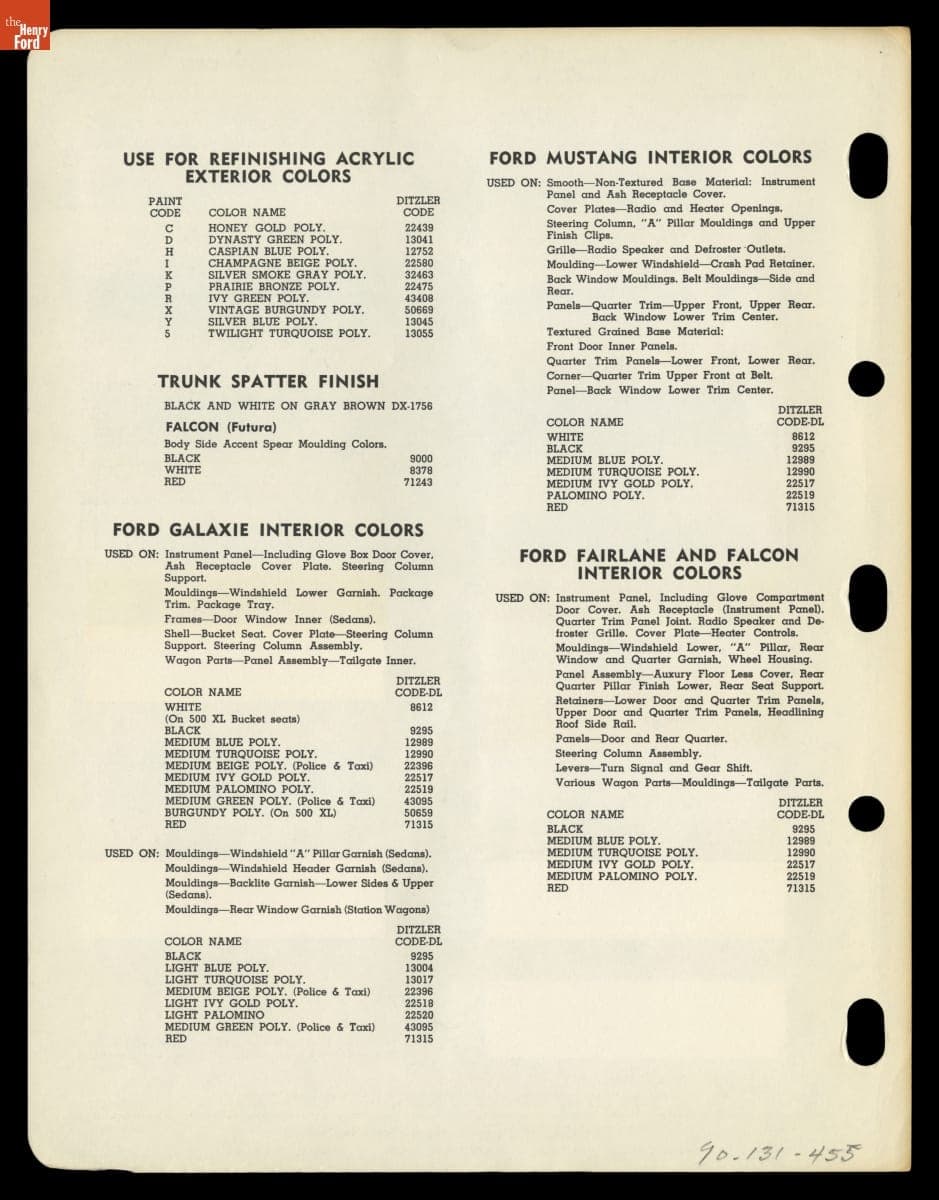 the
Henry
Ford
USE FOR REFINISHING ACRYLIC
EXTERIOR COLORS
PAINT CODE COLOR NAME DITZLER CODE
C HONEY GOLD POLY. 22439
D DYNASTY GREEN POLY. 13041
H CASPIAN BLUE POLY. 12752
I CHAMPAGNE BEIGE POLY. 22580
K SILVER SMOKE GRAY POLY. 32463
P PRAIRIE BRONZE POLY. 22475
R IVY GREEN POLY. 43408
X VINTAGE BURGUNDY POLY. 50669
Y SILVER BLUE POLY. 13045
5 TWILIGHT TURQUOISE POLY. 13055
TRUNK SPATTER FINISH
BLACK AND WHITE ON GRAY BROWN DX-1756
FALCON (Futura)
Body Side Accent Spear Moulding Colors.
BLACK 9000
WHITE 8378
RED 71243
FORD GALAXIE INTERIOR COLORS
USED ON: Instrument Panel—Including Glove Box Door Cover,
Ash Receptacle Cover Plate. Steering Column
Support.
Mouldings—Windshield Lower Garnish. Package
Trim. Package Tray.
Frames—Door Window Inner (Sedans).
Shell—Bucket Seat. Cover Plate—Steering Column
Support. Steering Column Assembly.
Wagon Parts—Panel Assembly—Tailgate Inner.
DITZLER
COLOR NAME CODE-DL
WHITE 8612
(On 500 XL Bucket seats)
BLACK 9295
MEDIUM BLUE POLY. 12989
MEDIUM TURQUOISE POLY. 12990
MEDIUM BEIGE POLY. (Police & Taxi) 22396
MEDIUM IVY GOLD POLY. 22517
MEDIUM PALOMINO POLY. 22519
MEDIUM GREEN POLY. (Police & Taxi) 43095
BURGUNDY POLY. (On 500 XL) 50659
RED 71315
USED ON: Mouldings—Windshield "A" Pillar Garnish (Sedans).
Mouldings—Windshield Header Garnish (Sedans).
Mouldings—Backlite Garnish—Lower Sides & Upper
(Sedans).
Mouldings—Rear Window Garnish (Station Wagons)
DITZLER
COLOR NAME CODE-DL
BLACK 9295
LIGHT BLUE POLY. 13004
LIGHT TURQUOISE POLY. 13017
MEDIUM BEIGE POLY. (Police & Taxi) 22396
LIGHT IVY GOLD POLY. 22518
LIGHT PALOMINO 22520
MEDIUM GREEN POLY. (Police & Taxi) 43095
RED 71315
FORD MUSTANG INTERIOR COLORS
USED ON: Smooth—Non-Textured Base Material: Instrument
Panel and Ash Receptacle Cover.
Cover Plates—Radio and Heater Openings.
Steering Column, "A" Pillar Mouldings and Upper
Finish Clips.
Grille—Radio Speaker and Defroster Outlets.
Moulding—Lower Windshield—Crash Pad Retainer.
Back Window Mouldings. Belt Mouldings—Side and
Rear.
Panels—Quarter Trim—Upper Front, Upper Rear.
Back Window Lower Trim Center.
Textured Grained Base Material:
Front Door Inner Panels.
Quarter Trim Panels—Lower Front, Lower Rear.
Corner—Quarter Trim Upper Front at Belt.
Panel—Back Window Lower Trim Center.
DITZLER
COLOR NAME CODE-DL
WHITE 8612
BLACK 9295
MEDIUM BLUE POLY. 12989
MEDIUM TURQUOISE POLY. 12990
MEDIUM IVY GOLD POLY. 22517
PALOMINO POLY. 22519
RED 71315
FORD FAIRLANE AND FALCON
INTERIOR COLORS
USED ON: Instrument Panel, Including Glove Compartment
Door Cover. Ash Receptacle (Instrument Panel).
Quarter Trim Panel Joint. Radio Speaker and De-
froster Grille. Cover Plate—Heater Controls.
Mouldings—Windshield Lower, "A" Pillar, Rear
Window and Quarter Garnish, Wheel Housing.
Panel Assembly—Auxury Floor Less Cover, Rear
Quarter Pillar Finish Lower, Rear Seat Support.
Retainers—Lower Door and Quarter Trim Panels,
Upper Door and Quarter Trim Panels, Headlining
Roof Side Rail.
Panels—Door and Rear Quarter.
Steering Column Assembly.
Levers—Turn Signal and Gear Shift.
Various Wagon Parts—Mouldings—Tailgate Parts.
DITZLER
COLOR NAME CODE-DL
BLACK 9295
MEDIUM BLUE POLY. 12989
MEDIUM TURQUOISE POLY. 12990
MEDIUM IVY GOLD POLY. 22517
MEDIUM PALOMINO POLY. 22519
RED 71315
90-131-455